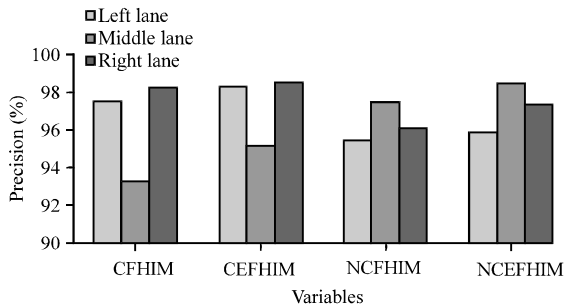 Left lane
Middle lane
Right lane
100
98
96
94
92
90
Precision (%)
CFHIM
CEFHIM
NCFHIM
NCEFHIM
Variables